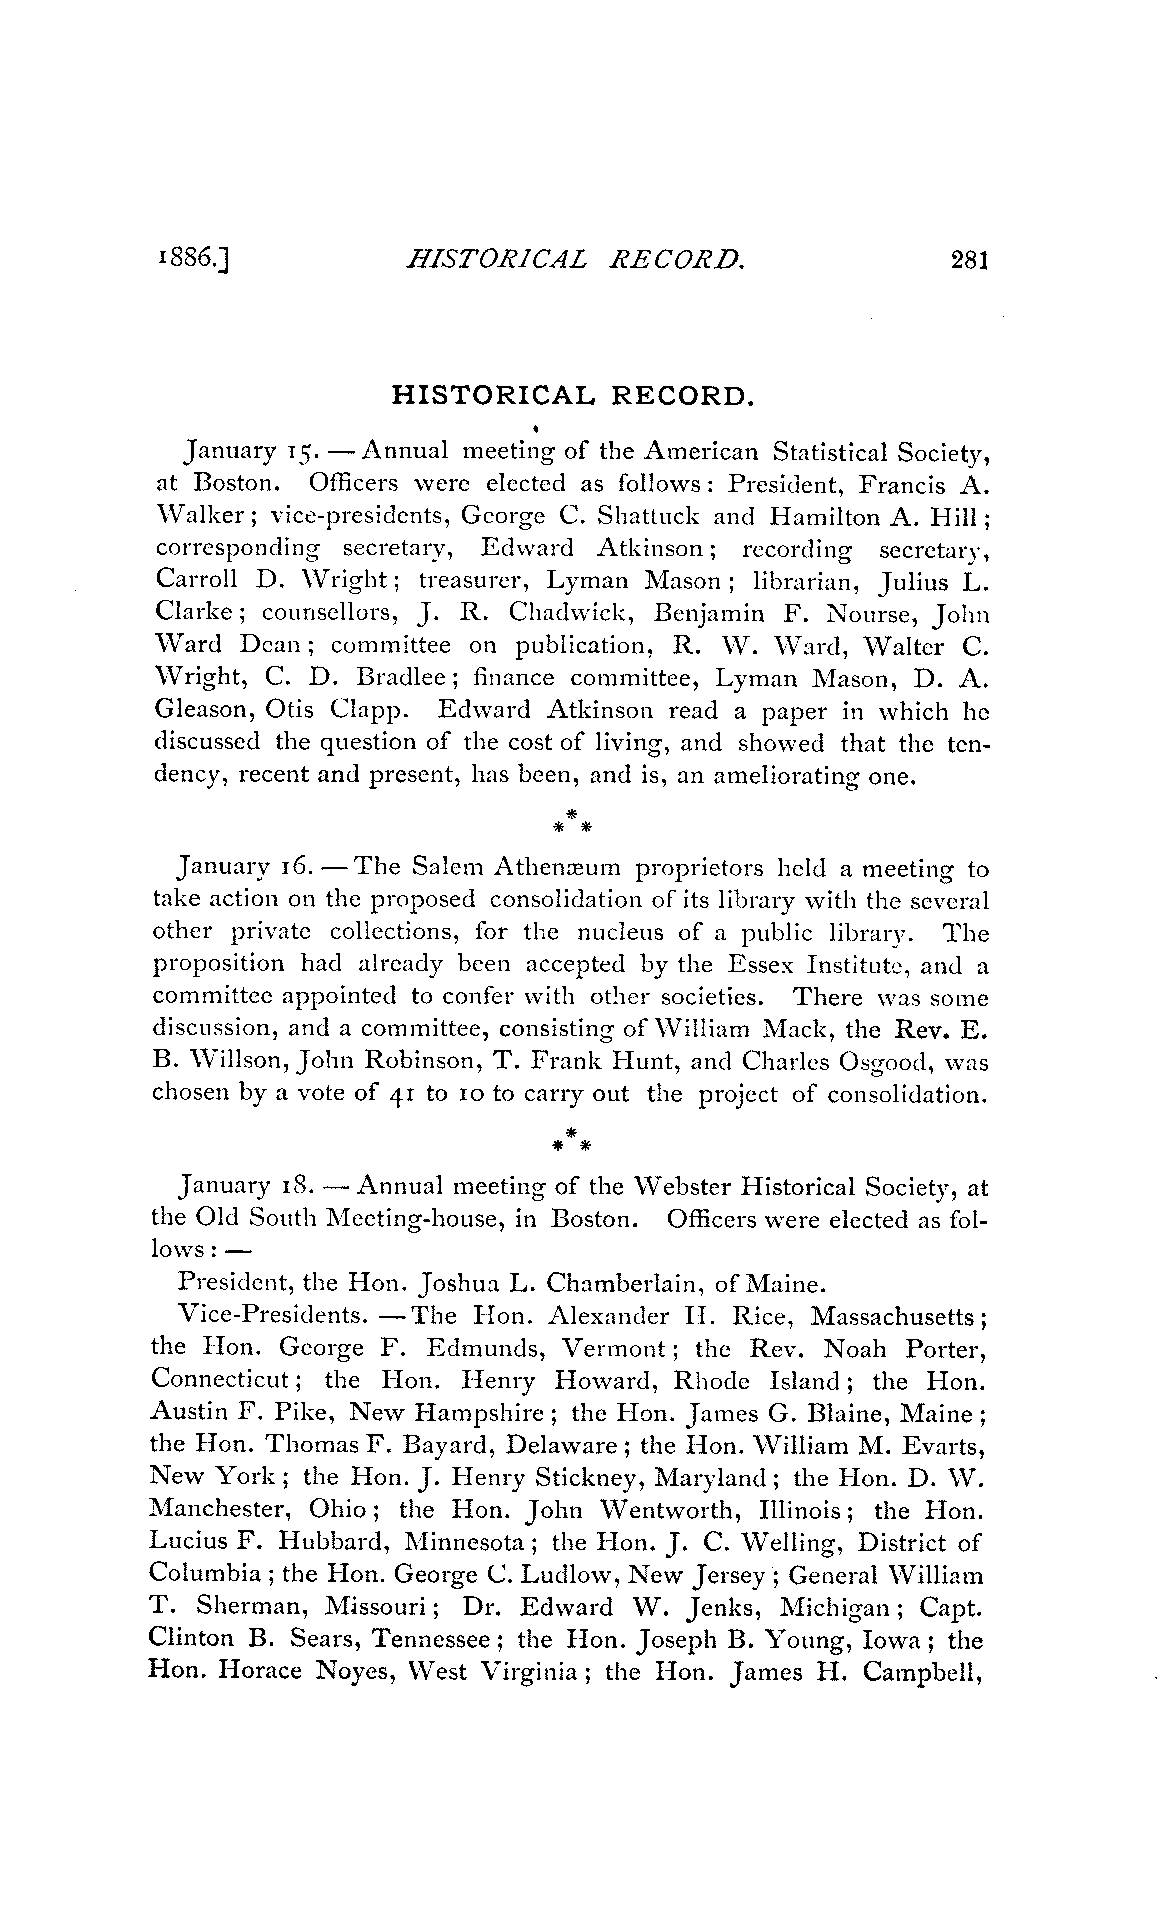 1886.] HISTORICAL RECORD. 281
HISTORICAL RECORD.
January 15. — Annual meeting of the American Statistical Society,
at Boston. Officers were elected as follows: President, Francis A.
Walker; vice-presidents, George C. Shattuck and Hamilton A. Hill;
corresponding secretary, Edward Atkinson; recording secretary,
Carroll D. Wright; treasurer, Lyman Mason; librarian, Julius L.
Clarke; counsellors, J. R. Chadwick, Benjamin F. Nourse, John
Ward Dean; committee on publication, R. W. Ward, Walter C.
Wright, C. D. Bradlee; finance committee, Lyman Mason, D. A.
Gleason, Otis Clapp. Edward Atkinson read a paper in which he
discussed the question of the cost of living, and showed that the ten-
dency, recent and present, has been, and is, an ameliorating one.
* * *
January 16. — The Salem Athenæum proprietors held a meeting to
take action on the proposed consolidation of its library with the several
other private collections, for the nucleus of a public library. The
proposition had already been accepted by the Essex Institute, and a
committee appointed to confer with other societies. There was some
discussion, and a committee, consisting of William Mack, the Rev. E.
B. Willson, John Robinson, T. Frank Hunt, and Charles Osgood, was
chosen by a vote of 41 to 10 to carry out the project of consolidation.
* * *
January 18. — Annual meeting of the Webster Historical Society, at
the Old South Meeting-house, in Boston. Officers were elected as fol-
lows: —
President, the Hon. Joshua L. Chamberlain, of Maine.
Vice-Presidents. — The Hon. Alexander H. Rice, Massachusetts;
the Hon. George F. Edmunds, Vermont; the Rev. Noah Porter,
Connecticut; the Hon. Henry Howard, Rhode Island; the Hon.
Austin F. Pike, New Hampshire; the Hon. James G. Blaine, Maine;
the Hon. Thomas F. Bayard, Delaware; the Hon. William M. Evarts,
New York; the Hon. J. Henry Stickney, Maryland; the Hon. D. W.
Manchester, Ohio; the Hon. John Wentworth, Illinois; the Hon.
Lucius F. Hubbard, Minnesota; the Hon. J. C. Welling, District of
Columbia; the Hon. George C. Ludlow, New Jersey; General William
T. Sherman, Missouri; Dr. Edward W. Jenks, Michigan; Capt.
Clinton B. Sears, Tennessee; the Hon. Joseph B. Young, Iowa; the
Hon. Horace Noyes, West Virginia; the Hon. James H. Campbell,